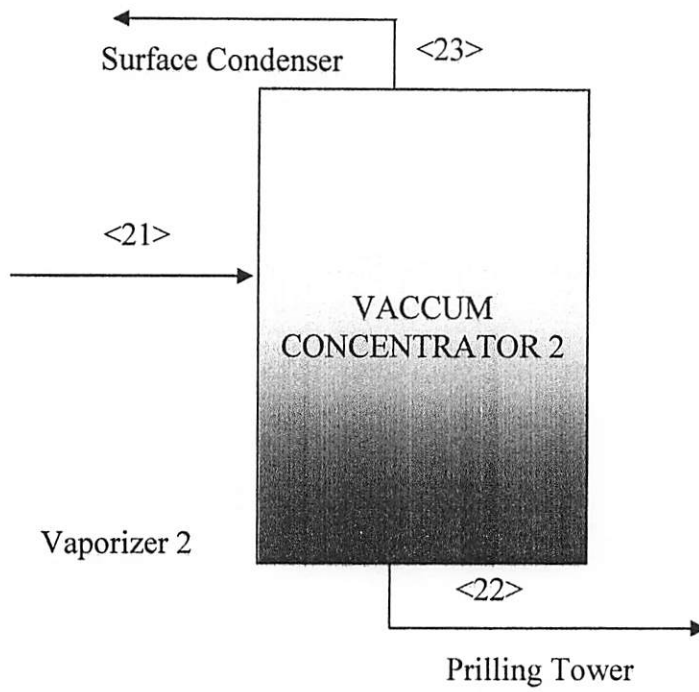 Surface Condenser
<23>
<21>
VACCUM
CONCENTRATOR 2
Vaporizer 2
<22>
Prilling Tower